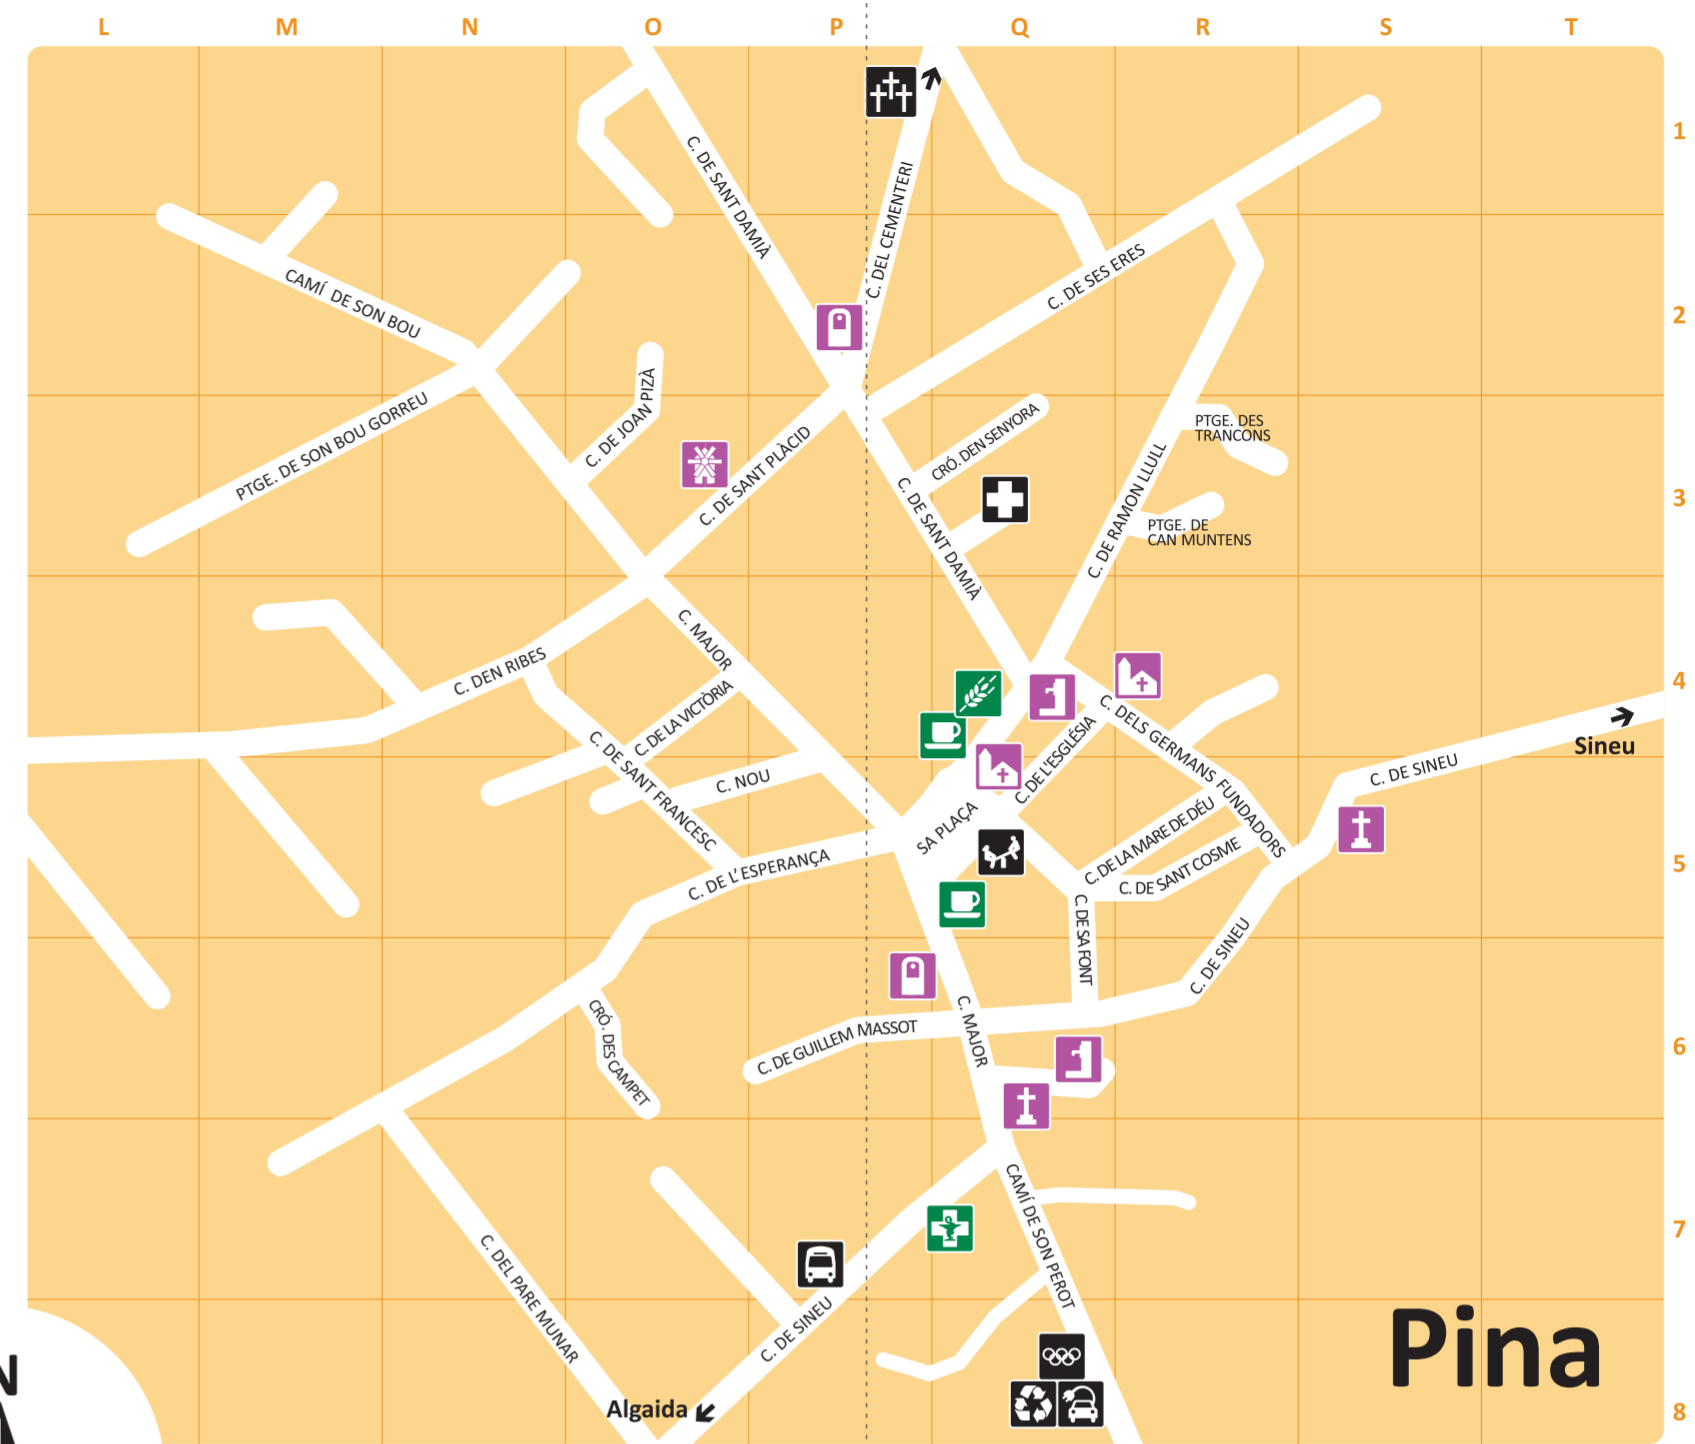 L M N O P Q R S T
1
C. DE SANT DAMIÀ
C. DEL CEMENTERI
C. DE SES ERES
CAMÍ DE SON BOU
2
C. DE JOAN PIZÀ
PTGE. DE SON BOU GORREU
C. DE SANT PLÀCID
CRÓ. DEN SENYORA
PTGE. DES
TRANCONS
3
C. DE SANT DAMIÀ
C. DE RAMON LLULL
PTGE. DE
CAN MUNTENS
C. MAJOR
C. DEN RIBES
4
C. DE LA VICTÒRIA
C. DELS GERMANS FUNDADORS
Sineu
C. DE SANT FRANCESC
C. NOU
C. DE L'ESGLÉSIA
C. DE SINEU
SA PLAÇA
C. DE LA MARE DE DÉU
C. DE L'ESPERANÇA
C. DE SANT COSME
5
C. DE SA FONT
C. DE SINEU
CRÓ. DES CAMPET
C. DE GUILLEM MASSOT
C. MAJOR
6
CAMÍ DE SON PEROT
7
C. DEL PARE MUNAR
C. DE SINEU
Pina
N
Algaida
8